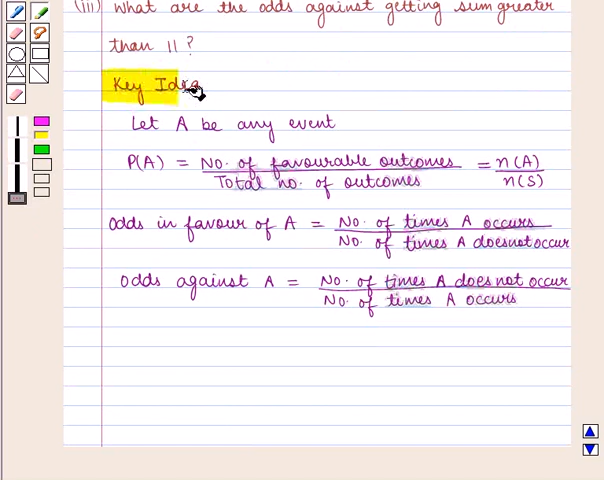 (iii) What are the odds against getting sum greater
than 11 ?
Key Idea
Let A be any event
P(A) = No. of favourable outcomes / Total no. of outcomes = n(A) / n(S)
Odds in favour of A = No. of times A occurs / No. of times A does not occur
Odds against A = No. of times A does not occur / No. of times A occurs